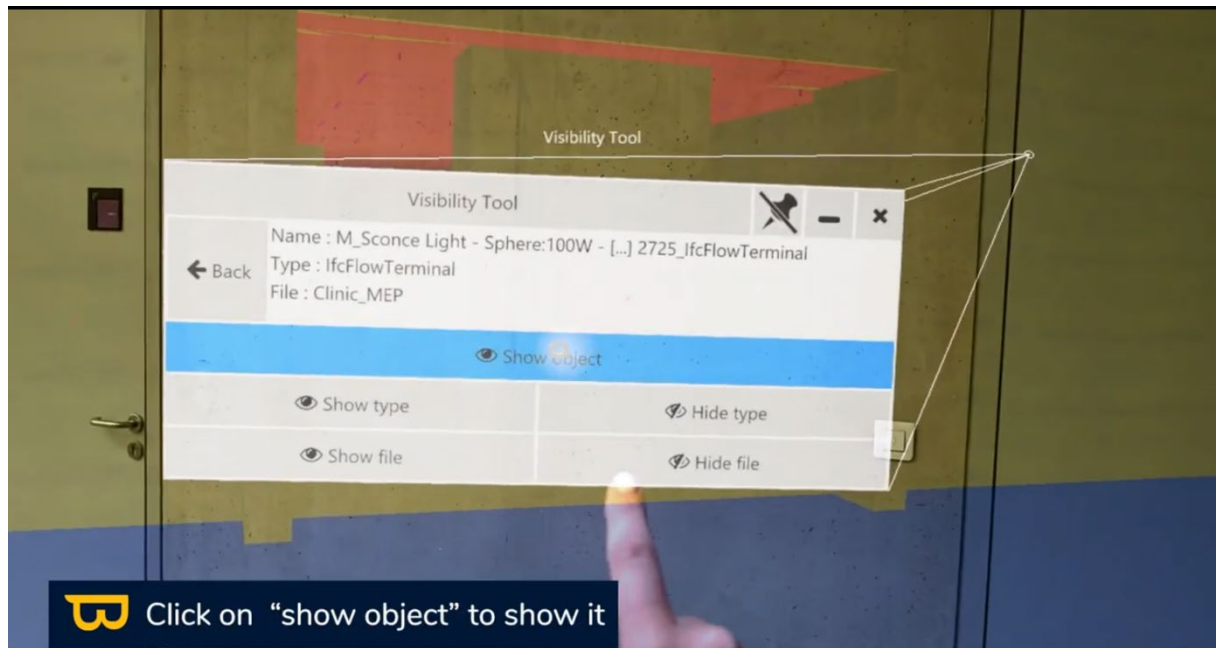 Visibility Tool
Visibility Tool
Back
Name : M_Sconce Light - Sphere:100W - [...] 2725_IfcFlowTerminal
Type : IfcFlowTerminal
File : Clinic_MEP
Show object
Show type
Hide type
Show file
Hide file
Click on “show object” to show it